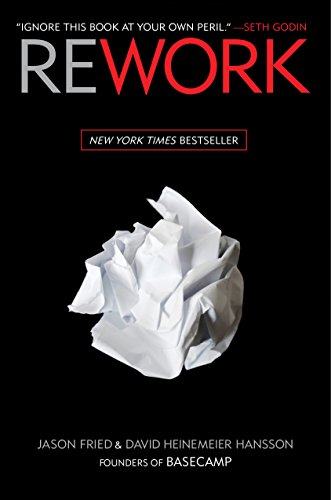 “IGNORE THIS BOOK AT YOUR OWN PERIL.” —SETH GODIN
REWORK
NEW YORK TIMES BESTSELLER
JASON FRIED & DAVID HEINEMEIER HANSSON
FOUNDERS OF BASECAMP